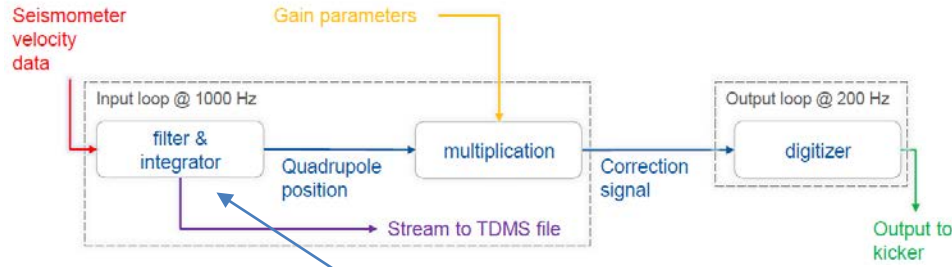 Seismometer
velocity
data
Gain parameters
Input loop @ 1000 Hz
Output loop @ 200 Hz
filter &
integrator
Quadrupole
position
multiplication
Correction
signal
digitizer
Stream to TDMS file
Output to
kicker